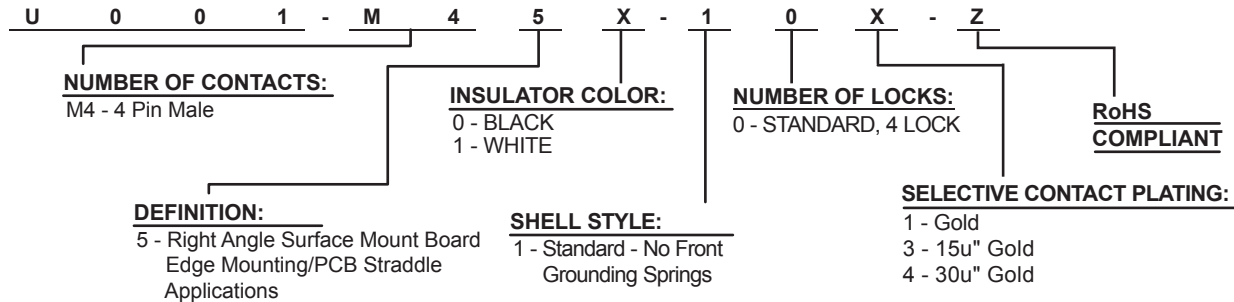 U 0 0 1 - M 4 5 X - 1 0 X - Z
NUMBER OF CONTACTS:
M4 - 4 Pin Male
INSULATOR COLOR:
0 - BLACK
1 - WHITE
NUMBER OF LOCKS:
0 - STANDARD, 4 LOCK
RoHS
COMPLIANT
DEFINITION:
5 - Right Angle Surface Mount Board
Edge Mounting/PCB Straddle
Applications
SHELL STYLE:
1 - Standard - No Front
Grounding Springs
SELECTIVE CONTACT PLATING:
1 - Gold
3 - 15u" Gold
4 - 30u" Gold